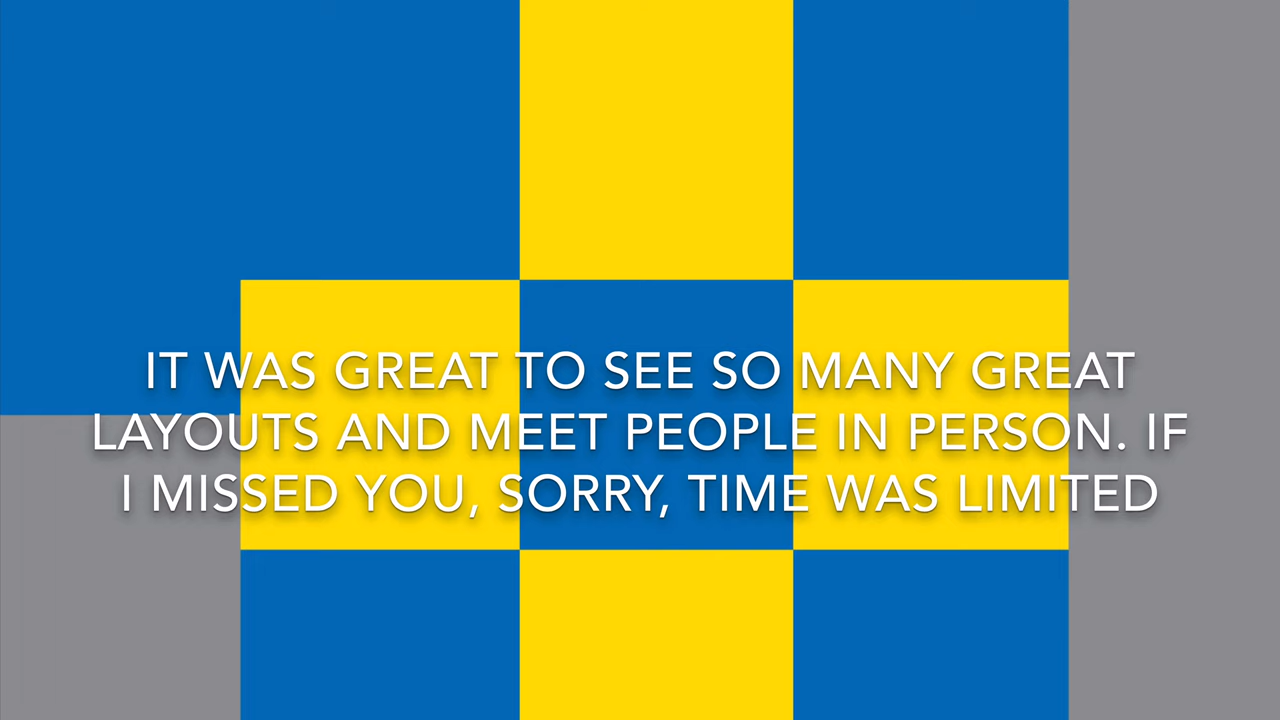 IT WAS GREAT TO SEE SO MANY GREAT
LAYOUTS AND MEET PEOPLE IN PERSON. IF
I MISSED YOU, SORRY, TIME WAS LIMITED